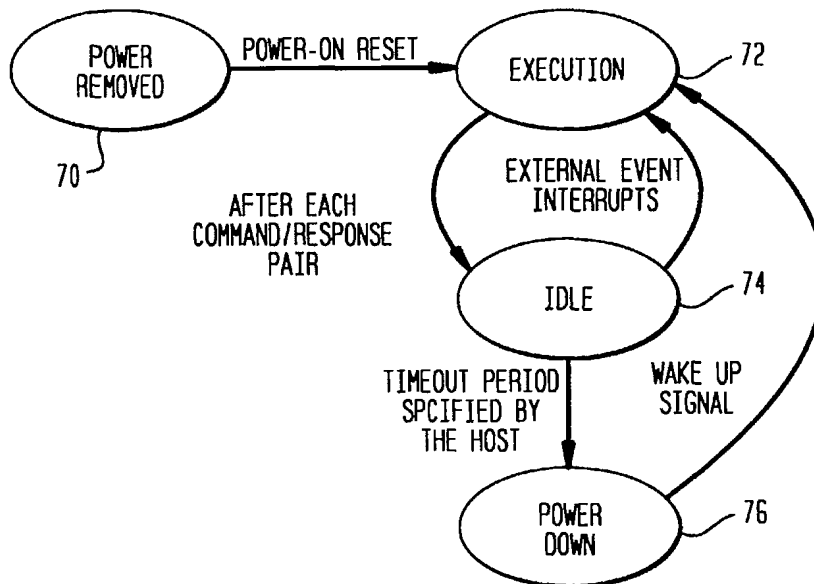 POWER
REMOVED
70
POWER-ON RESET
EXECUTION
72
AFTER EACH
COMMAND/RESPONSE
PAIR
EXTERNAL EVENT
INTERRUPTS
IDLE
74
TIMEOUT PERIOD
SPCIFIED BY
THE HOST
WAKE UP
SIGNAL
POWER
DOWN
76